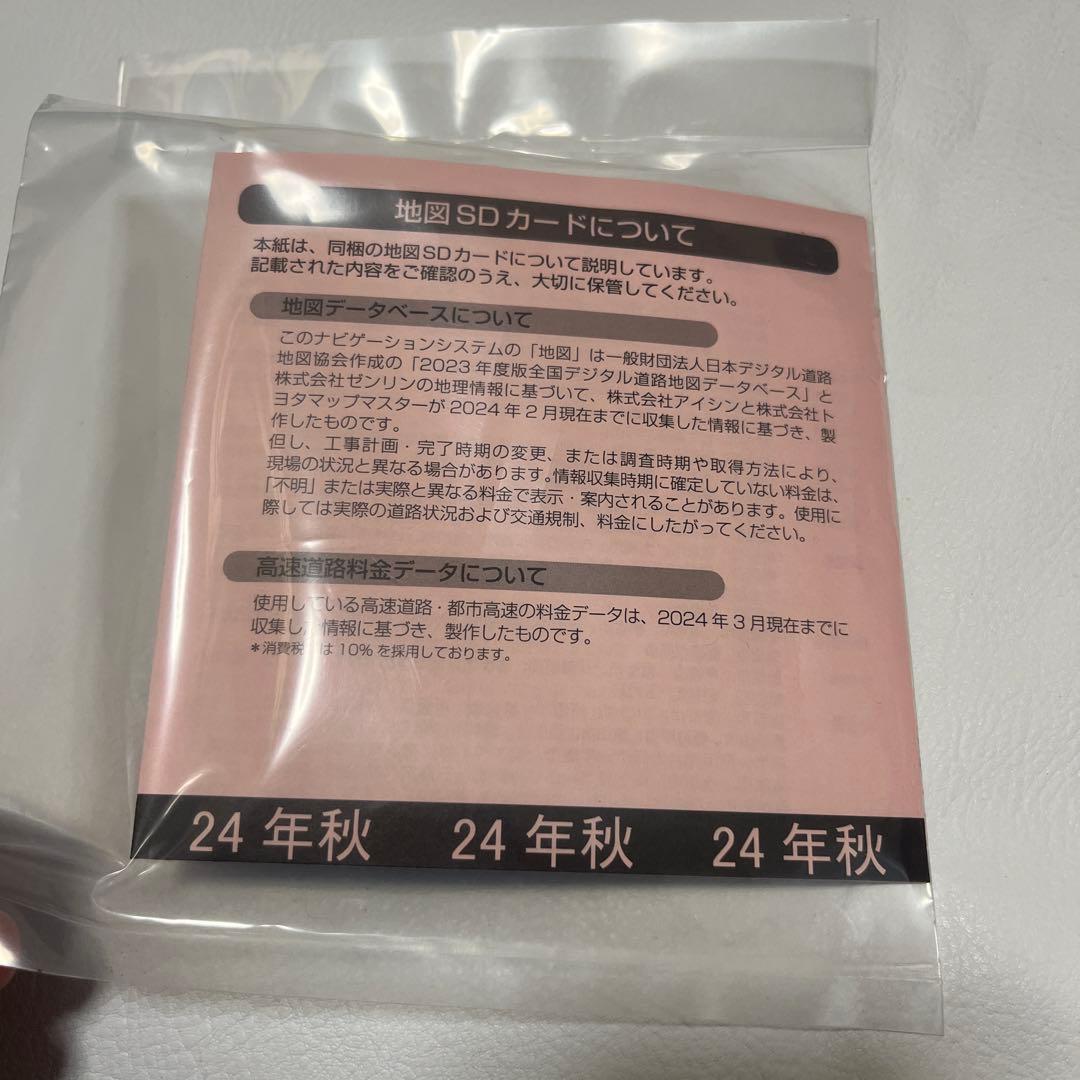 地図SDカードについて
本紙は、同梱の地図SDカードについて説明しています。
記載された内容をご確認のうえ、大切に保管してください。
地図データベースについて
このナビゲーションシステムの「地図」は一般財団法人日本デジタル道路
地図協会作成の「2023年度版全国デジタル道路地図データベース」と
株式会社ゼンリンの地理情報に基づいて、株式会社アイシンと株式会社ト
ヨタマップマスターが2024年2月現在までに収集した情報に基づき、製
作したものです。
但し、工事計画・完了時期の変更、または調査時期や取得方法により、
現場の状況と異なる場合があります。情報収集時期に確定していない料金は、
「不明」または実際と異なる料金で表示・案内されることがあります。使用に
際しては実際の道路状況および交通規制、料金にしたがってください。
高速道路料金データについて
使用している高速道路・都市高速の料金データは、2024年3月現在までに
収集した情報に基づき、製作したものです。
*消費税 は10%を採用しております。
24年秋 24年秋 24年秋